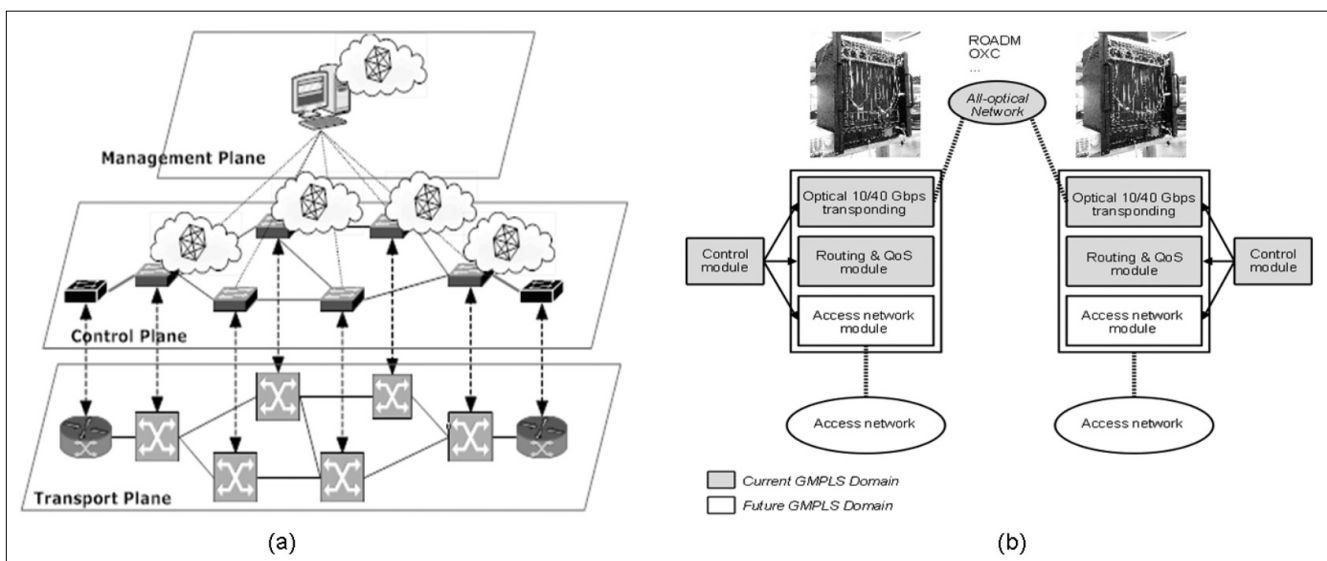 Management Plane
Control Plane
Transport Plane
(a)
ROADM
OXC
...
All-optical
Network
Optical 10/40 Gbps
transponding
Optical 10/40 Gbps
transponding
Control
module
Routing & QoS
module
Routing & QoS
module
Control
module
Access network
module
Access network
module
Access network
Access network
Current GMPLS Domain
Future GMPLS Domain
(b)